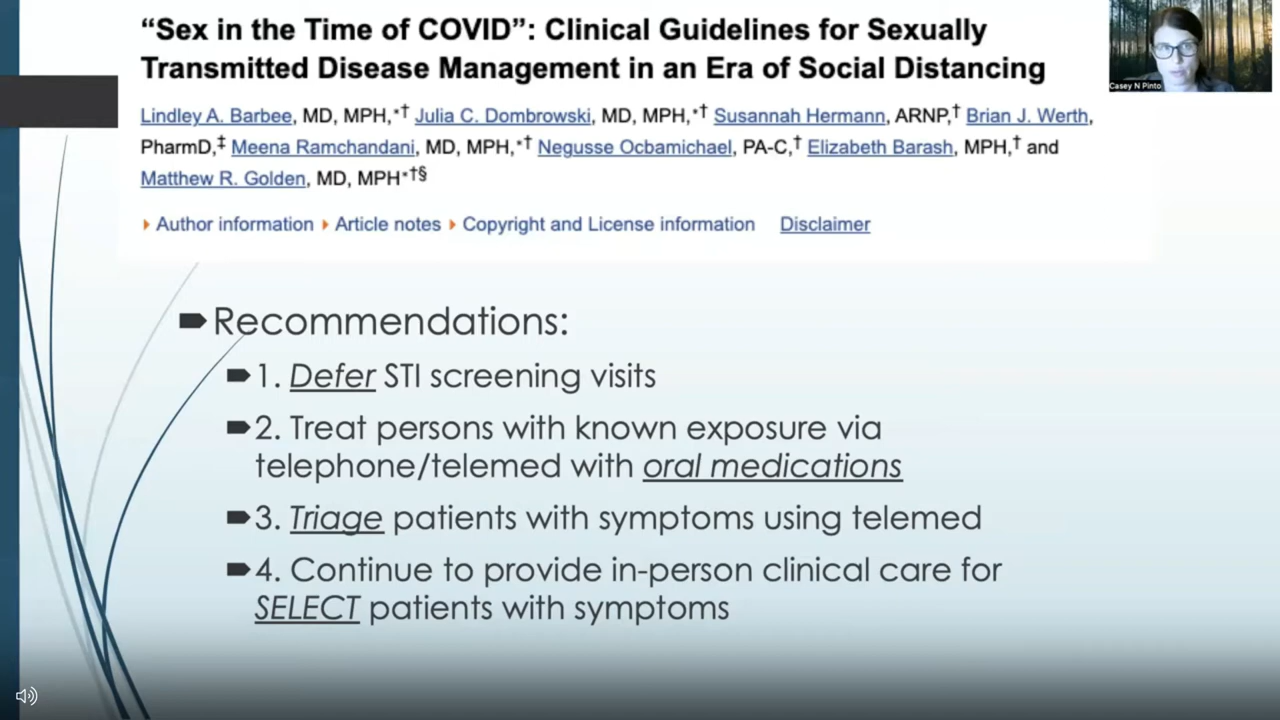 “Sex in the Time of COVID”: Clinical Guidelines for Sexually
Transmitted Disease Management in an Era of Social Distancing
Lindley A. Barbee, MD, MPH,*† Julia C. Dombrowski, MD, MPH,*† Susannah Hermann, ARNP,† Brian J. Werth,
PharmD,‡ Meena Ramchandani, MD, MPH,*† Negusse Ocbamichael, PA-C,† Elizabeth Barash, MPH,† and
Matthew R. Golden, MD, MPH*†§
Author information Article notes Copyright and License information Disclaimer
Casey N Pinto
Recommendations:
1. Defer STI screening visits
2. Treat persons with known exposure via
telephone/telemed with oral medications
3. Triage patients with symptoms using telemed
4. Continue to provide in-person clinical care for
SELECT patients with symptoms